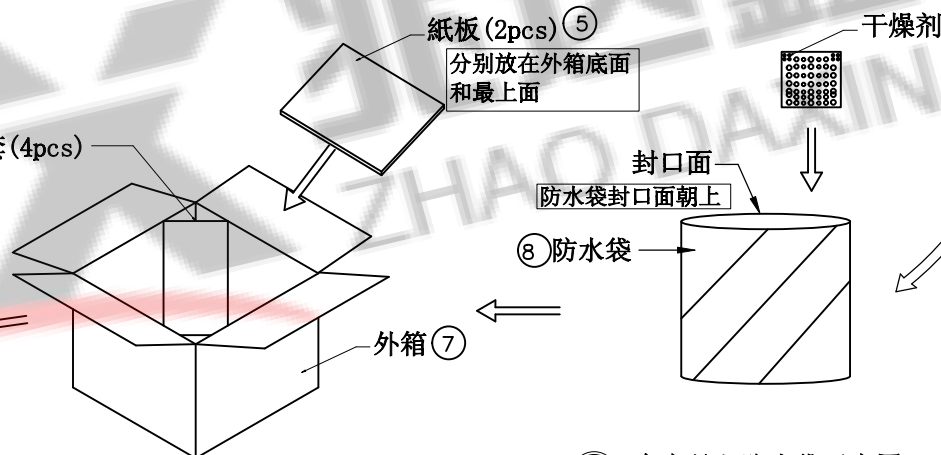 紙板(2pcs)⑤
分别放在外箱底面
和最上面
干燥剂
(4pcs)
ZHAO DAXIN
封口面
防水袋封口面朝上
⑧防水袋
外箱⑦